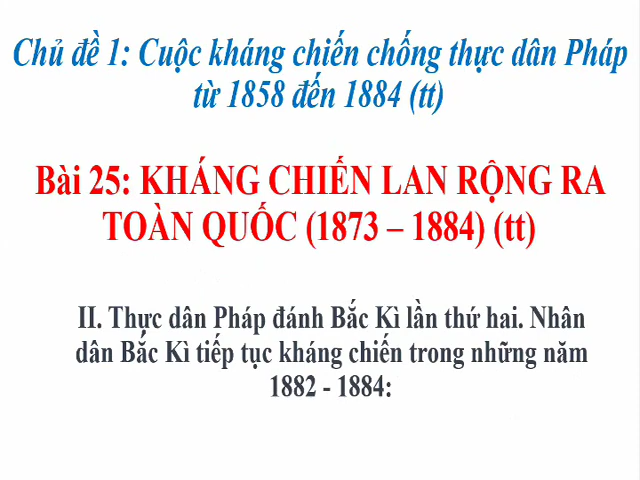 Chủ đề 1: Cuộc kháng chiến chống thực dân Pháp
từ 1858 đến 1884 (tt)
Bài 25: KHÁNG CHIẾN LAN RỘNG RA
TOÀN QUỐC (1873 – 1884) (tt)
II. Thực dân Pháp đánh Bắc Kì lần thứ hai. Nhân
dân Bắc Kì tiếp tục kháng chiến trong những năm
1882 - 1884: